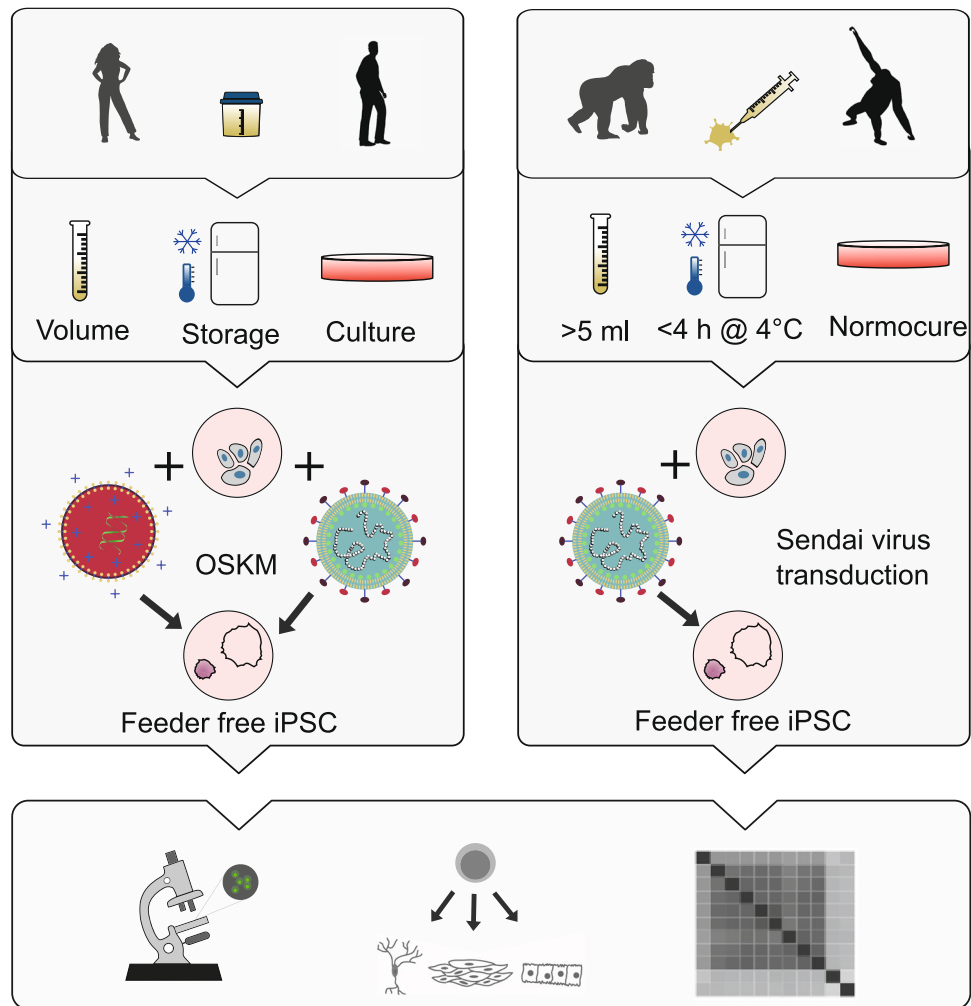 Volume
Storage
Culture
>5 ml
<4 h @ 4°C
Normocure
OSKM
Feeder free iPSC
Sendai virus
transduction
Feeder free iPSC